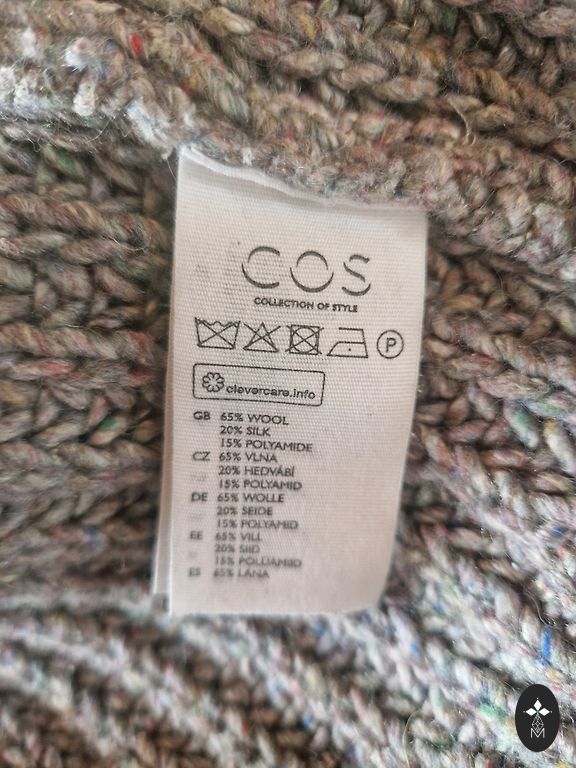 COS
COLLECTION OF STYLE
P
clevercare.info
GB 65% WOOL
20% SILK
15% POLYAMIDE
CZ 65% VLNA
20% HEDVÁBÍ
15% POLYAMID
DE 65% WOLLE
20% SEIDE
15% POLYAMID
EE 65% VILL
20% SIID
15% POLÜAMIID
ES 65% LANA
M